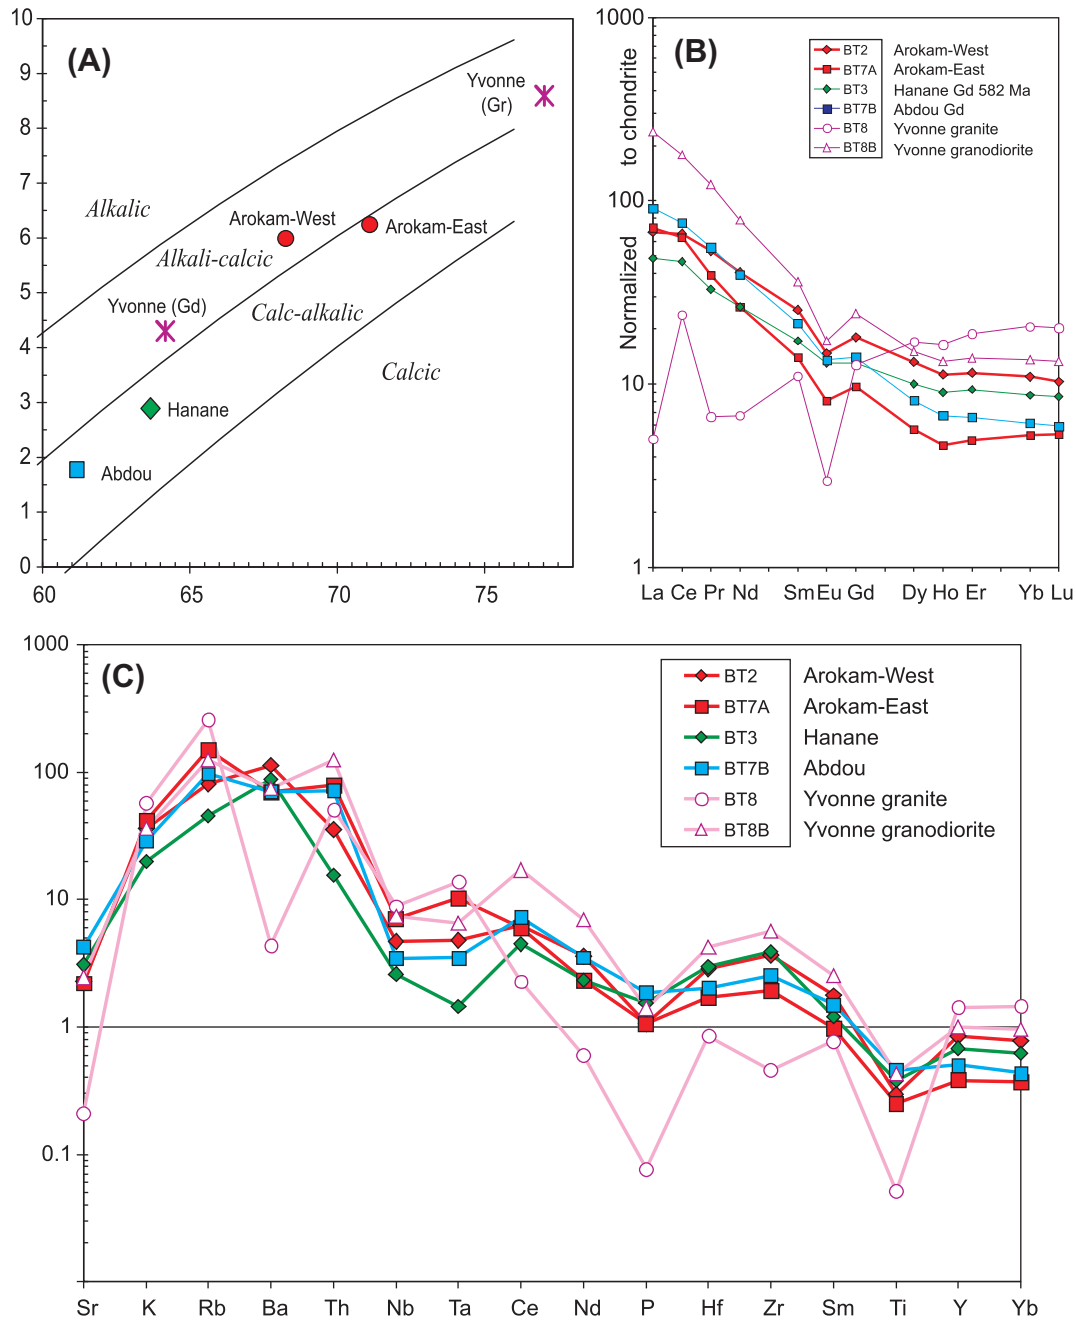 (A)
10
9
8
7
6
5
4
3
2
1
0
60
65
70
75
Yvonne
(Gr)
Alkalic
Arokam-West
Arokam-East
Alkali-calcic
Yvonne (Gd)
Calc-alkalic
Calcic
Hanane
Abdou
(B)
Normalized to chondrite
1000
100
10
1
BT2 Arokam-West
BT7A Arokam-East
BT3 Hanane Gd 582 Ma
BT7B Abdou Gd
BT8 Yvonne granite
BT8B Yvonne granodiorite
La Ce Pr Nd Sm Eu Gd Dy Ho Er Yb Lu
(C)
1000
100
10
1
0.1
BT2 Arokam-West
BT7A Arokam-East
BT3 Hanane
BT7B Abdou
BT8 Yvonne granite
BT8B Yvonne granodiorite
Sr K Rb Ba Th Nb Ta Ce Nd P Hf Zr Sm Ti Y Yb